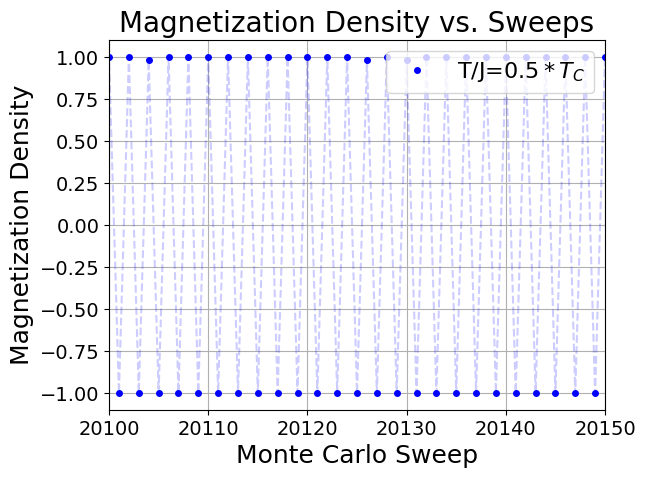 Magnetization Density vs. Sweeps
Magnetization Density
1.00
0.75
0.50
0.25
0.00
−0.25
−0.50
−0.75
−1.00
T/J=0.5 * T_C
20100 20110 20120 20130 20140 20150
Monte Carlo Sweep